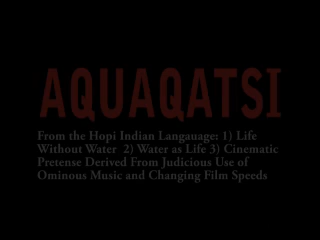 AQUAQATSI
From the Hopi Indian Langauage: 1) Life
Without Water  2) Water as Life 3) Cinematic
Pretense Derived From Judicious Use of
Ominous Music and Changing Film Speeds